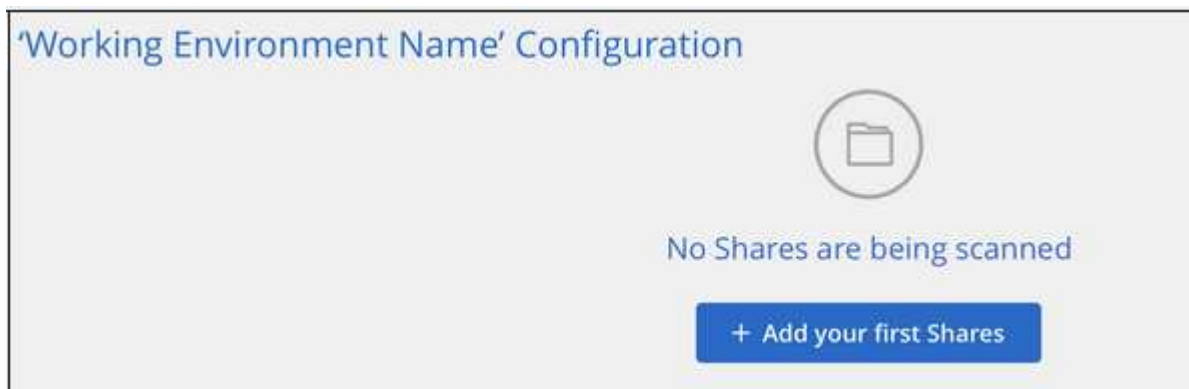 ‘Working Environment Name’ Configuration
No Shares are being scanned
+ Add your first Shares